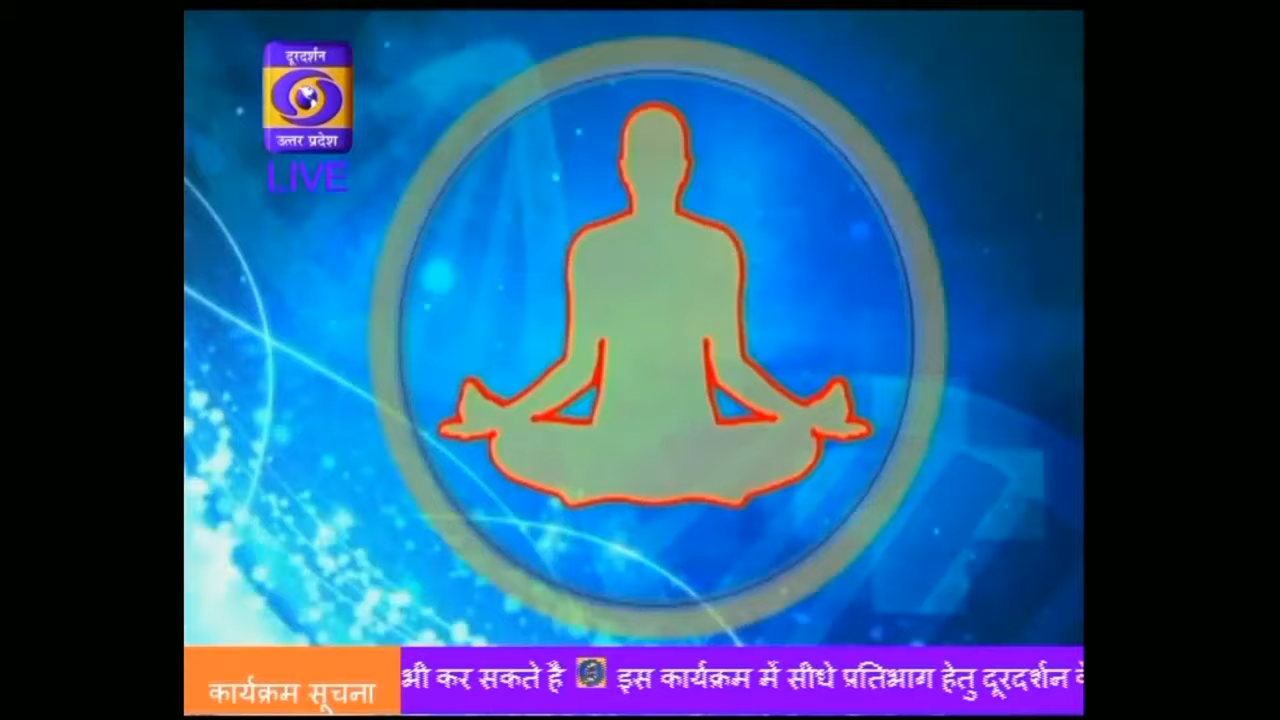 दूरदर्शन
उत्तर प्रदेश
LIVE
कार्यक्रम सूचना
भी कर सकते है इस कार्यक्रम में सीधे प्रतिभाग हेतु दूरदर्शन